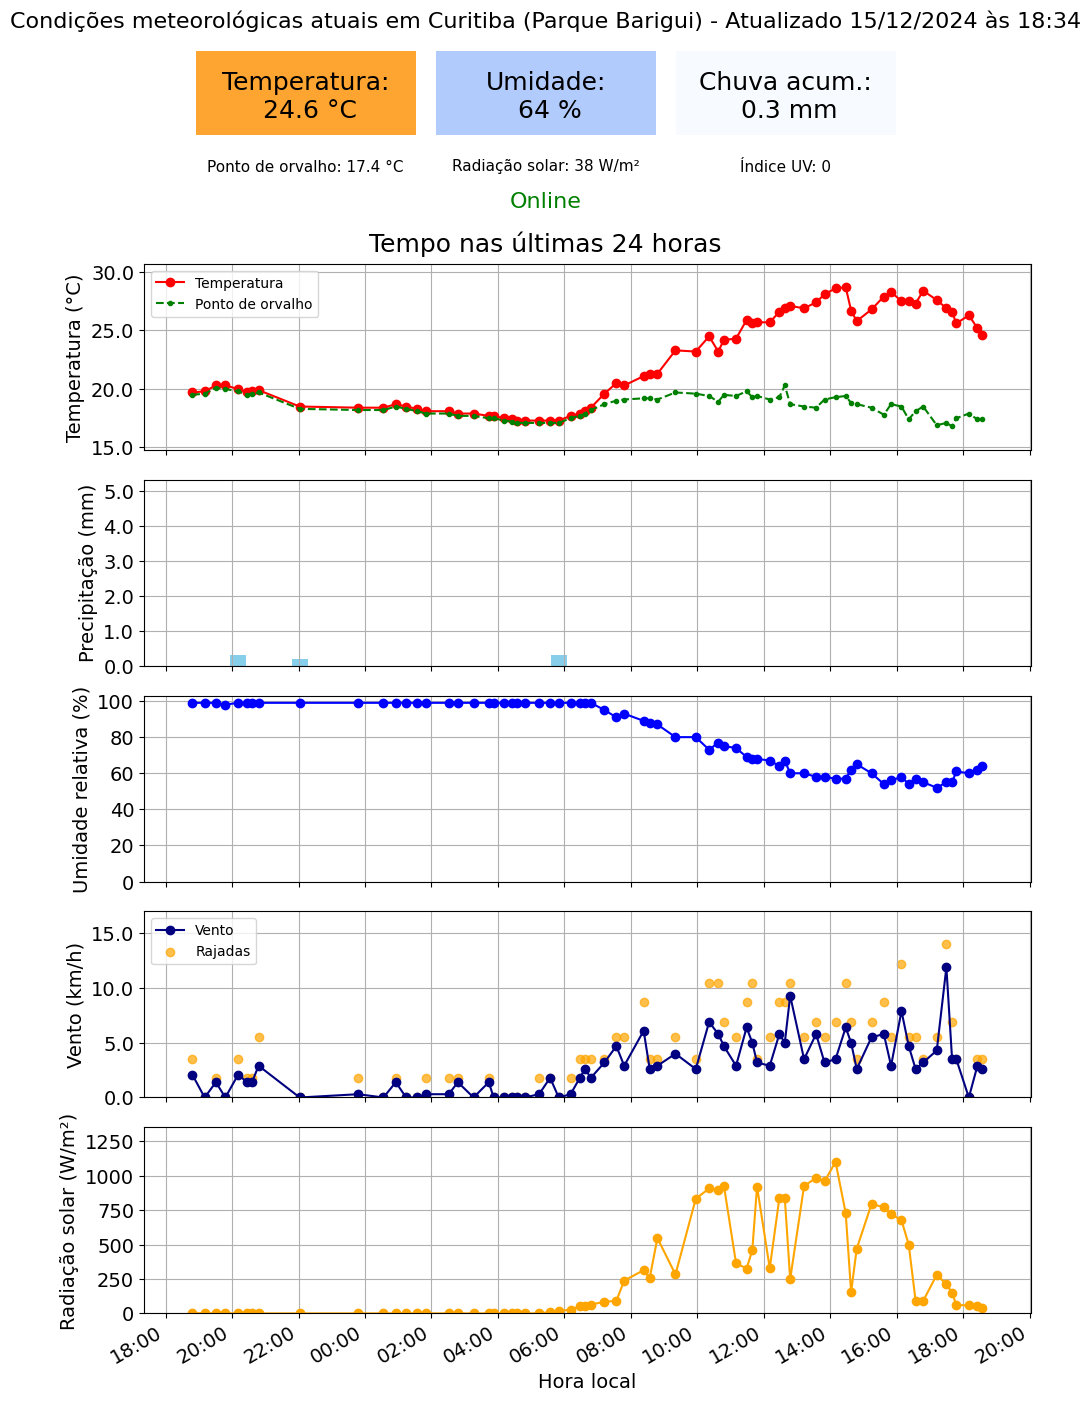 Condições meteorológicas atuais em Curitiba (Parque Barigui) - Atualizado 15/12/2024 às 18:34
Temperatura:
24.6 °C
Umidade:
64 %
Chuva acum.:
0.3 mm
Ponto de orvalho: 17.4 °C
Radiação solar: 38 W/m²
Índice UV: 0
Online
Tempo nas últimas 24 horas
Temperatura (°C)
30.0
25.0
20.0
15.0
Temperatura
Ponto de orvalho
Precipitação (mm)
5.0
4.0
3.0
2.0
1.0
0.0
Umidade relativa (%)
100
80
60
40
20
0
Vento (km/h)
15.0
10.0
5.0
0.0
Vento
Rajadas
Radiação solar (W/m²)
1250
1000
750
500
250
0
18:00
20:00
22:00
00:00
02:00
04:00
06:00
08:00
10:00
12:00
14:00
16:00
18:00
20:00
Hora local